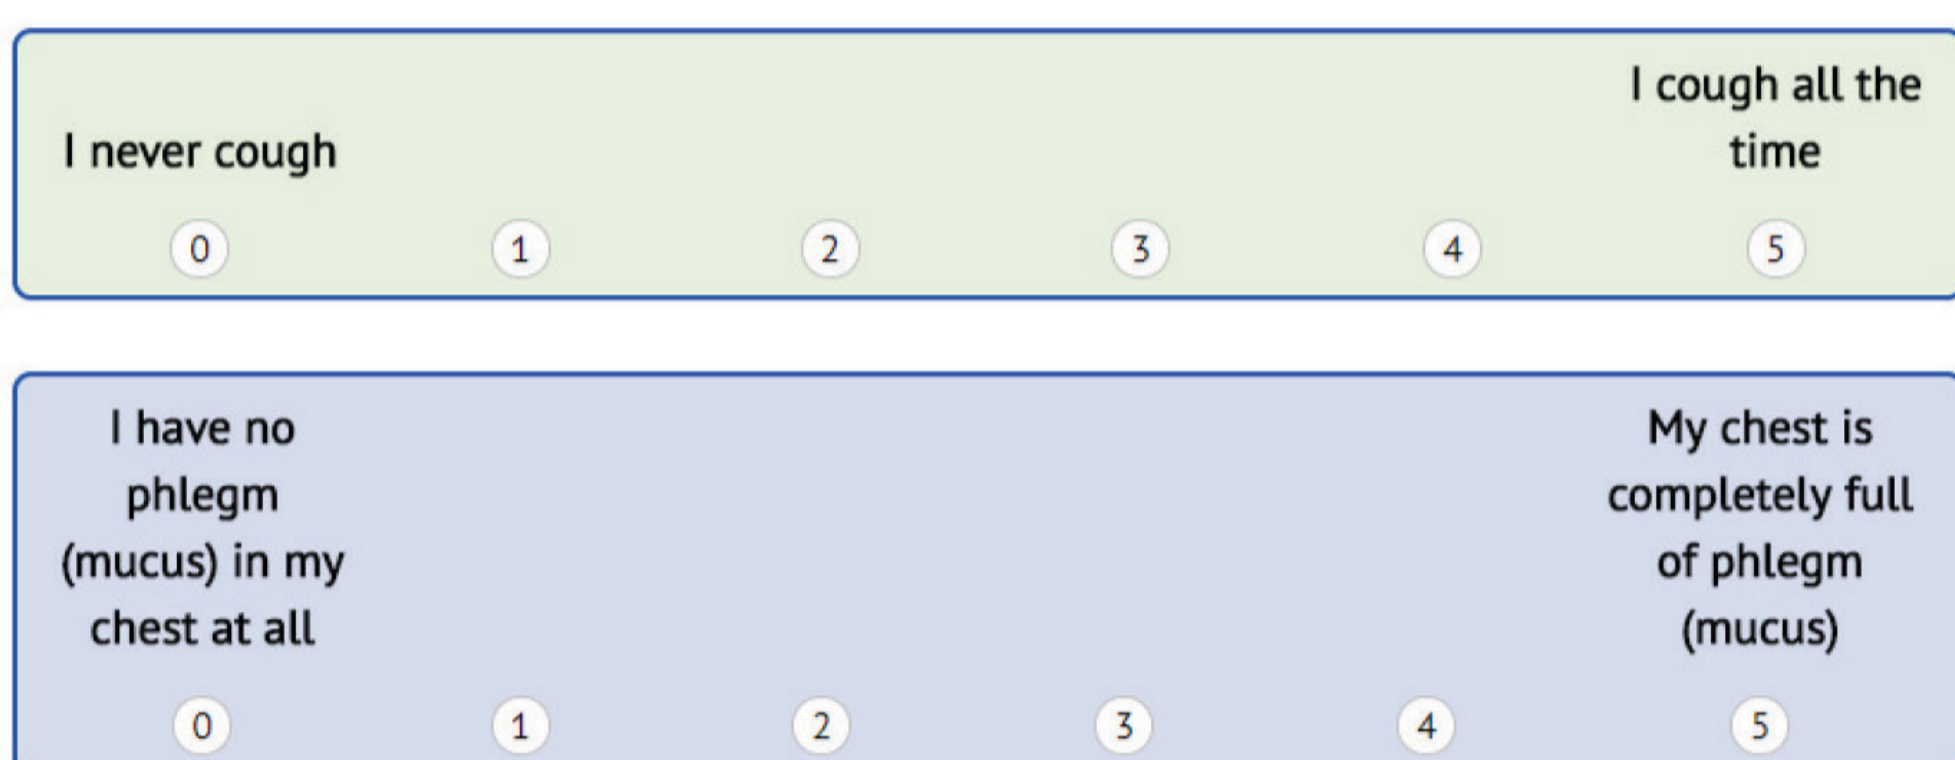 I never cough
I cough all the
time
0 1 2 3 4 5
I have no
phlegm
(mucus) in my
chest at all
My chest is
completely full
of phlegm
(mucus)
0 1 2 3 4 5